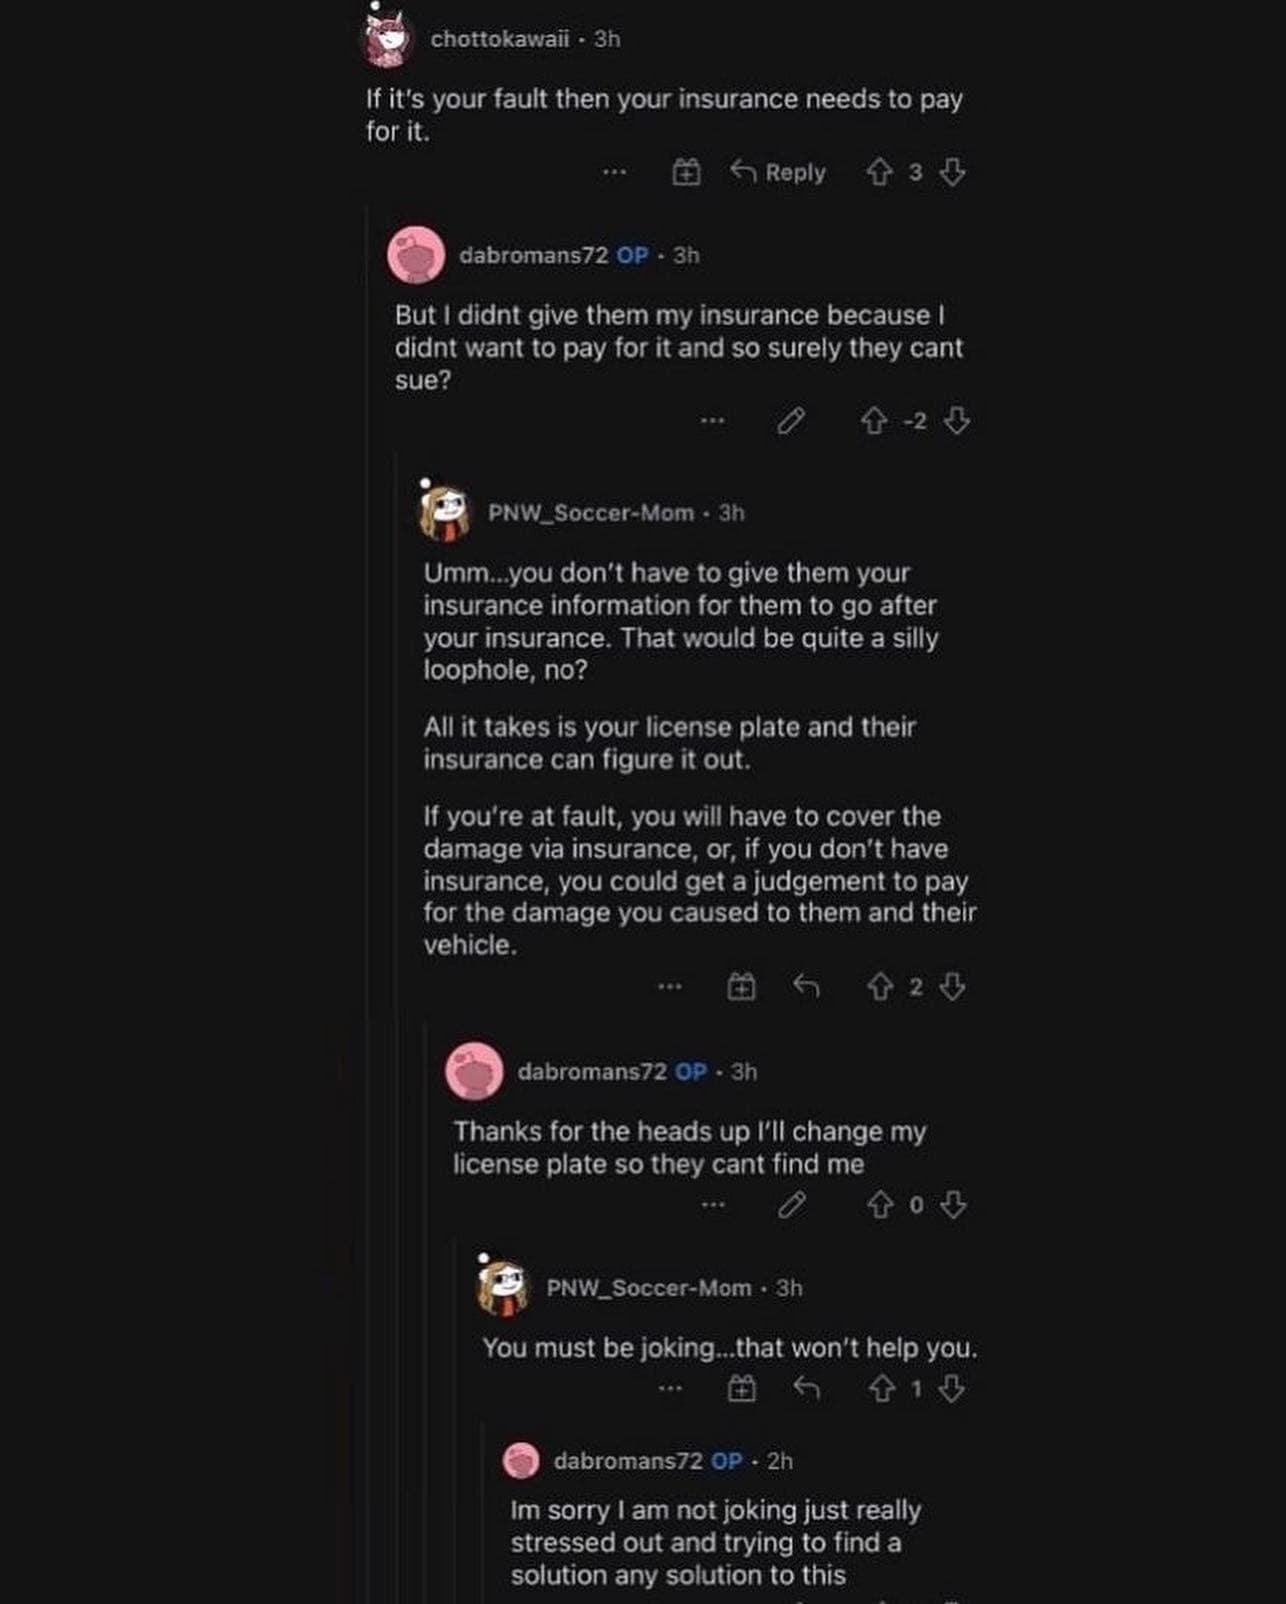 chottokawaii · 3h
If it's your fault then your insurance needs to pay
for it.
... Reply 3
dabromans72 OP · 3h
But I didnt give them my insurance because I
didnt want to pay for it and so surely they cant
sue?
... -2
PNW_Soccer-Mom · 3h
Umm...you don't have to give them your
insurance information for them to go after
your insurance. That would be quite a silly
loophole, no?
All it takes is your license plate and their
insurance can figure it out.
If you're at fault, you will have to cover the
damage via insurance, or, if you don't have
insurance, you could get a judgement to pay
for the damage you caused to them and their
vehicle.
... 2
dabromans72 OP · 3h
Thanks for the heads up I'll change my
license plate so they cant find me
... 0
PNW_Soccer-Mom · 3h
You must be joking...that won't help you.
... 1
dabromans72 OP · 2h
Im sorry I am not joking just really
stressed out and trying to find a
solution any solution to this